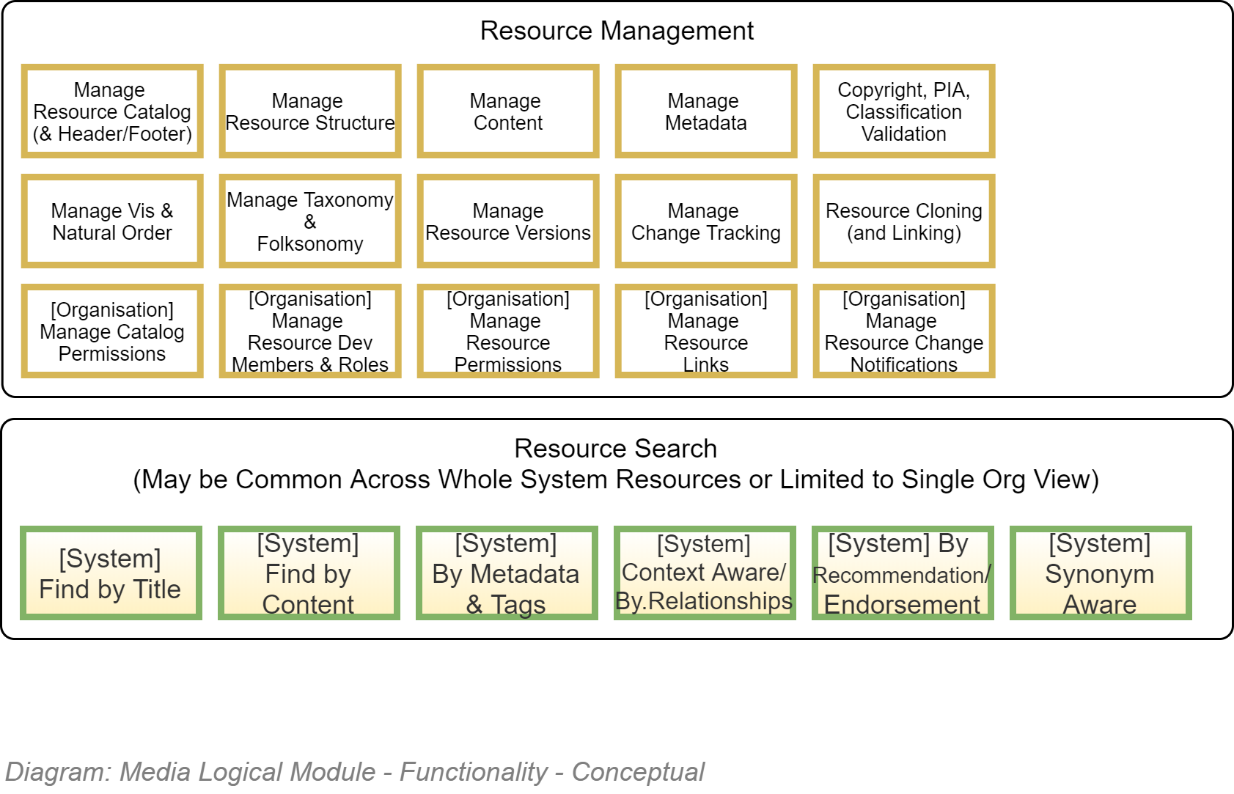 Resource Management
Manage
Resource Catalog
(& Header/Footer)
Manage
Resource Structure
Manage
Content
Manage
Metadata
Copyright, PIA,
Classification
Validation
Manage Vis &
Natural Order
Manage Taxonomy
&
Folksonomy
Manage
Resource Versions
Manage
Change Tracking
Resource Cloning
(and Linking)
[Organisation]
Manage Catalog
Permissions
[Organisation]
Manage
Resource Dev
Members & Roles
[Organisation]
Manage
Resource
Permissions
[Organisation]
Manage
Resource
Links
[Organisation]
Manage
Resource Change
Notifications
Resource Search
(May be Common Across Whole System Resources or Limited to Single Org View)
[System]
Find by Title
[System]
Find by
Content
[System]
By Metadata
& Tags
[System]
Context Aware/
By.Relationships
[System] By
Recommendation/
Endorsement
[System]
Synonym
Aware
Diagram: Media Logical Module - Functionality - Conceptual